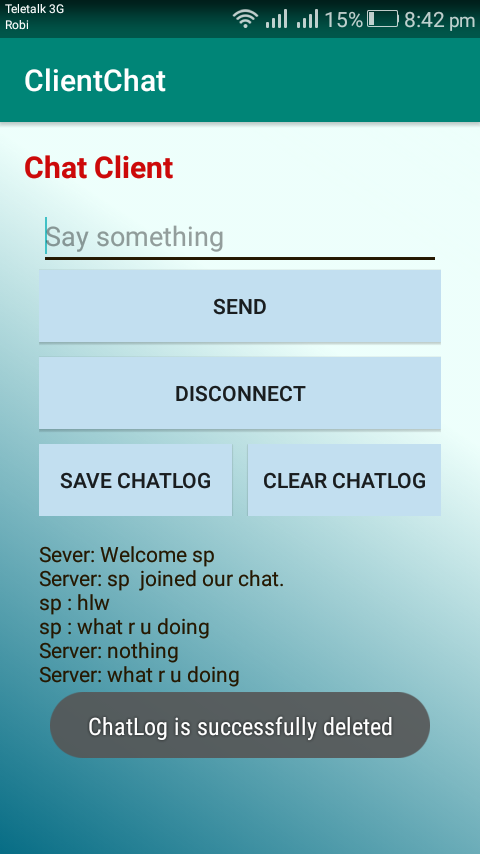 Teletalk 3G
Robi
15% 8:42 pm
ClientChat
Chat Client
Say something
SEND
DISCONNECT
SAVE CHATLOG CLEAR CHATLOG
Sever: Welcome sp
Server: sp  joined our chat.
sp : hlw
sp : what r u doing
Server: nothing
Server: what r u doing
ChatLog is successfully deleted